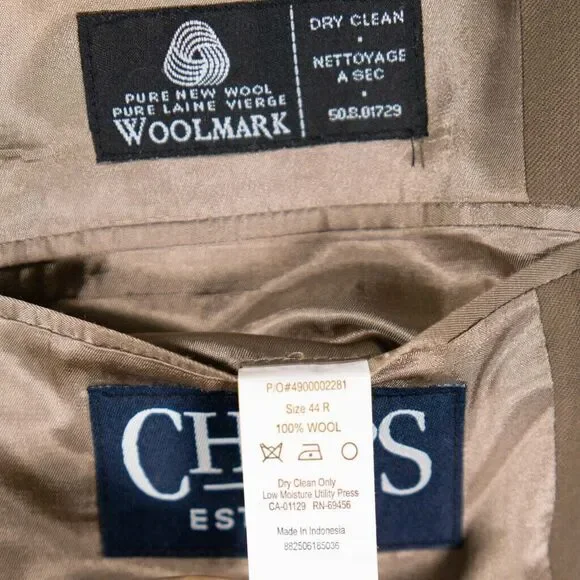 PURE NEW WOOL
PURE LAINE VIERGE
WOOLMARK
DRY CLEAN
NETTOYAGE
A SEC
50.8.01729
P/O#4900002281
Size 44 R
100% WOOL
Dry Clean Only
Low Moisture Utility Press
CA-01129 RN-69456
Made In Indonesia
882506185036
CH PS
EST